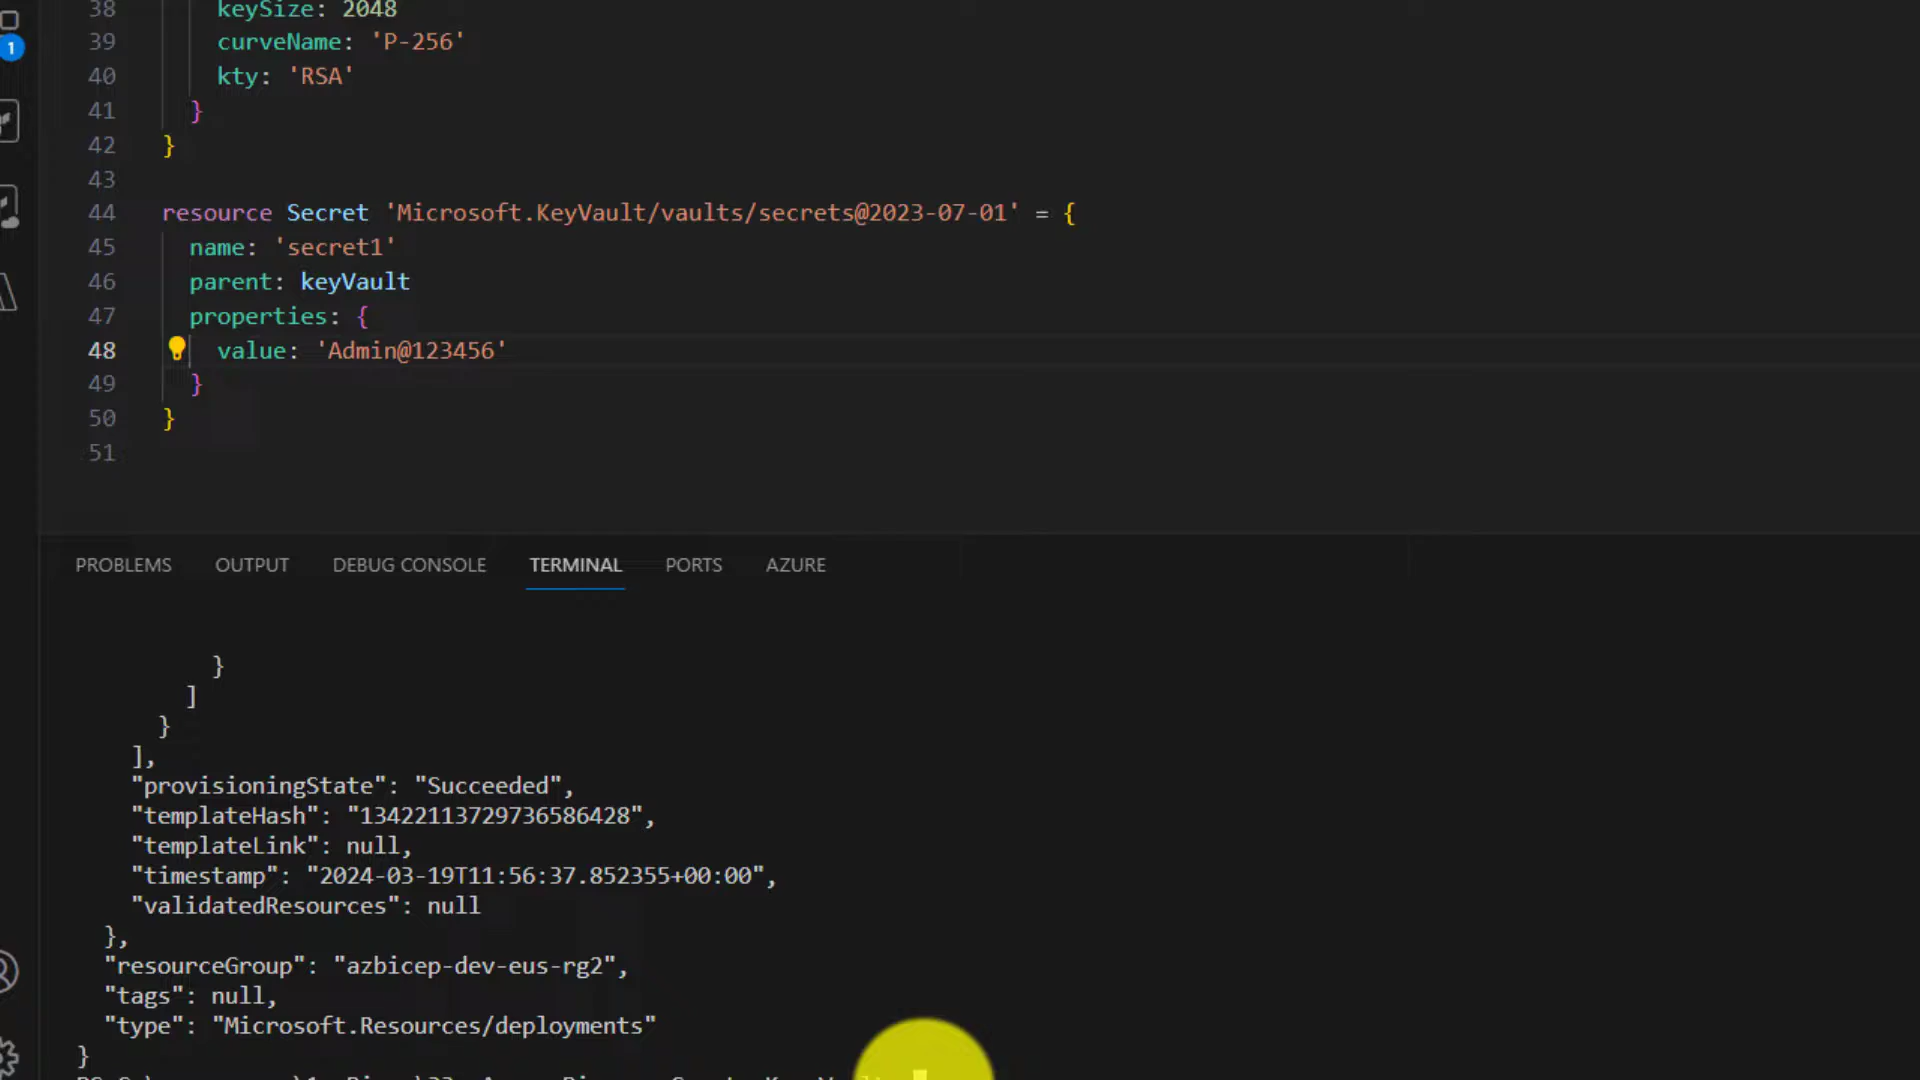 38 keySize: 2048
1
39 curveName: 'P-256'
40 kty: 'RSA'
41 }
42 }
43
44 resource Secret 'Microsoft.KeyVault/vaults/secrets@2023-07-01' = {
45 name: 'secret1'
46 parent: keyVault
47 properties: {
48 value: 'Admin@123456'
49 }
50 }
51
PROBLEMS OUTPUT DEBUG CONSOLE TERMINAL PORTS AZURE
}
]
}
],
"provisioningState": "Succeeded",
"templateHash": "13422113729736586428",
"templateLink": null,
"timestamp": "2024-03-19T11:56:37.852355+00:00",
"validatedResources": null
},
"resourceGroup": "azbicep-dev-eus-rg2",
"tags": null,
"type": "Microsoft.Resources/deployments"
}